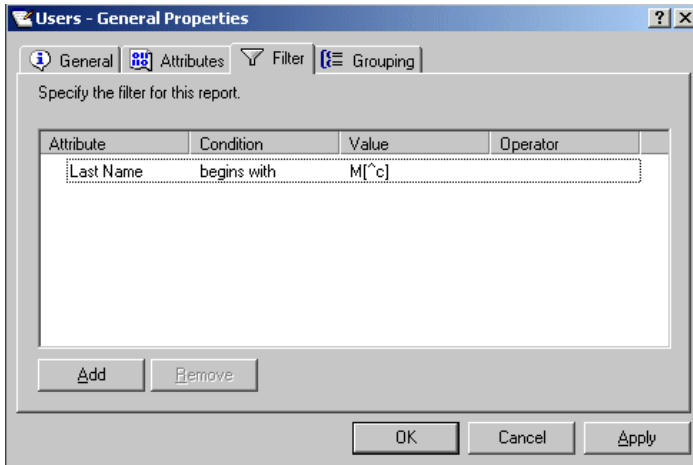 Users - General Properties
General Attributes Filter Grouping
Specify the filter for this report.
Attribute Condition Value Operator
Last Name begins with M[^c]
Add Remove
OK Cancel Apply